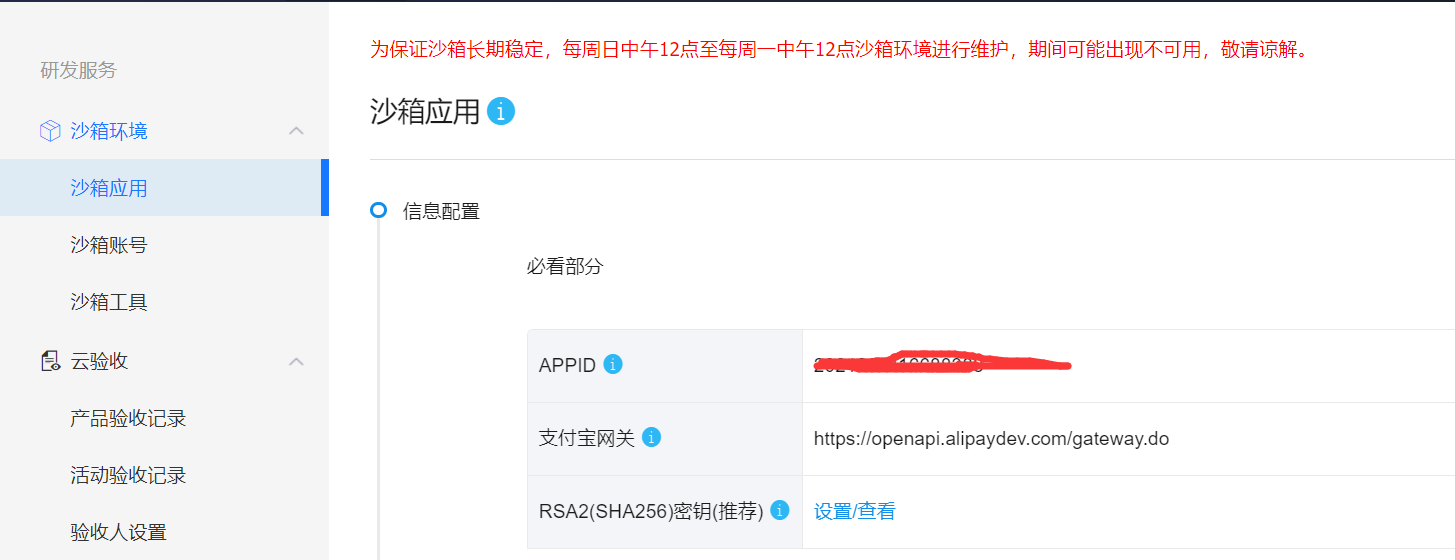 为保证沙箱长期稳定，每周日中午12点至每周一中午12点沙箱环境进行维护，期间可能出现不可用，敬请谅解。
研发服务
沙箱应用
沙箱环境
沙箱应用
信息配置
沙箱账号
必看部分
沙箱工具
云验收
APPID
产品验收记录
支付宝网关 https://openapi.alipaydev.com/gateway.do
活动验收记录
RSA2(SHA256)密钥(推荐) 设置/查看
验收人设置